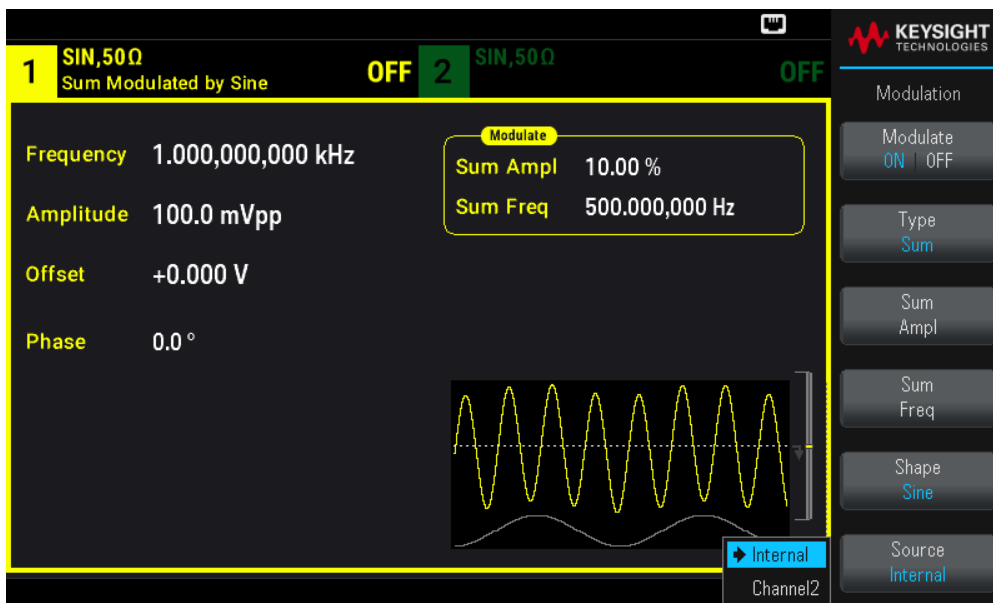 1
SIN,50Ω
Sum Modulated by Sine
OFF
2
SIN,50Ω
OFF
Frequency 1.000,000,000 kHz
Amplitude 100.0 mVpp
Offset +0.000 V
Phase 0.0 °
Modulate
Sum Ampl 10.00 %
Sum Freq 500.000,000 Hz
Internal
Channel2
KEYSIGHT
TECHNOLOGIES
Modulation
Modulate
ON | OFF
Type
Sum
Sum
Ampl
Sum
Freq
Shape
Sine
Source
Internal